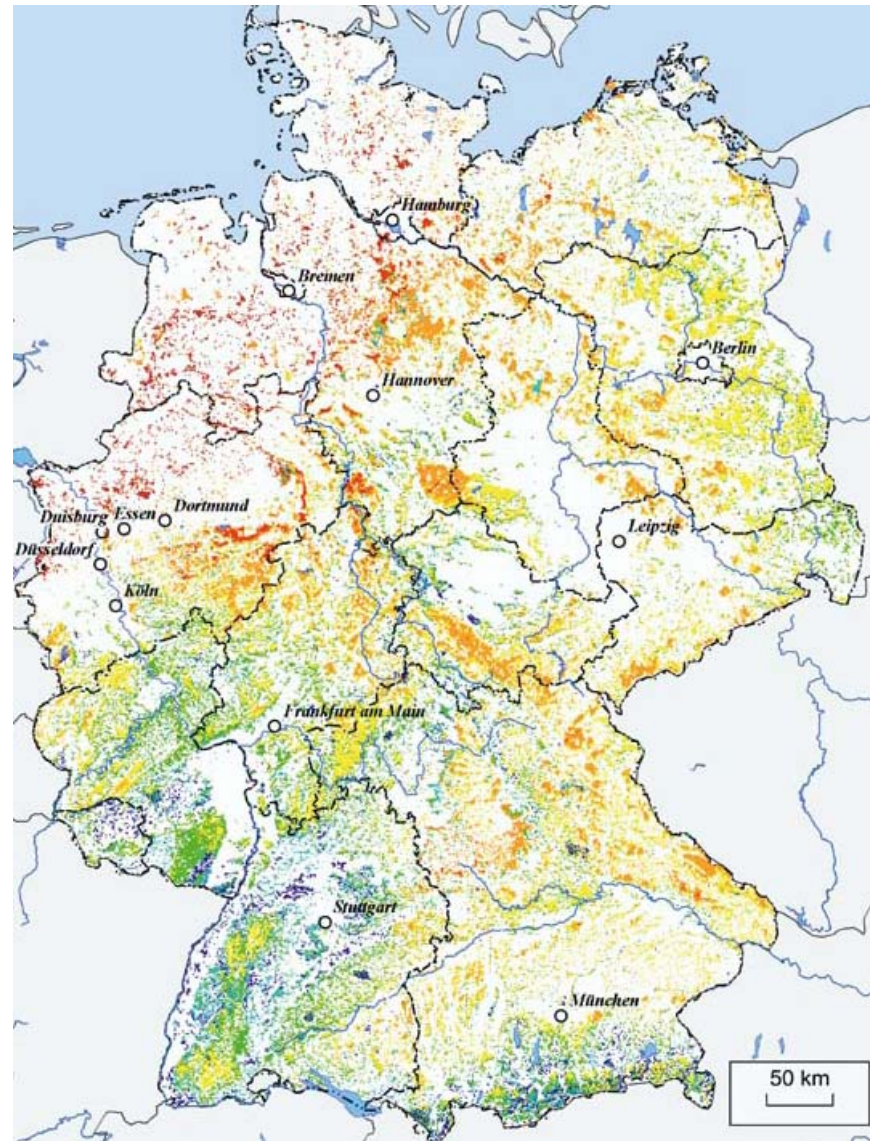 Hamburg
Bremen
Berlin
Hannover
Dortmund
Essen
Duisburg
Leipzig
Düsseldorf
Köln
Frankfurt am Main
Stuttgart
München
50 km